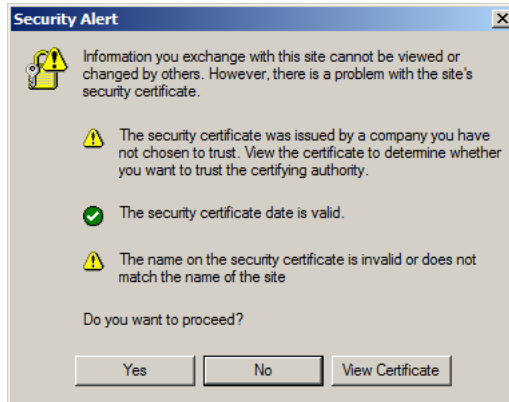 Security Alert
Information you exchange with this site cannot be viewed or
changed by others. However, there is a problem with the site's
security certificate.
The security certificate was issued by a company you have
not chosen to trust. View the certificate to determine whether
you want to trust the certifying authority.
The security certificate date is valid.
The name on the security certificate is invalid or does not
match the name of the site
Do you want to proceed?
Yes No View Certificate